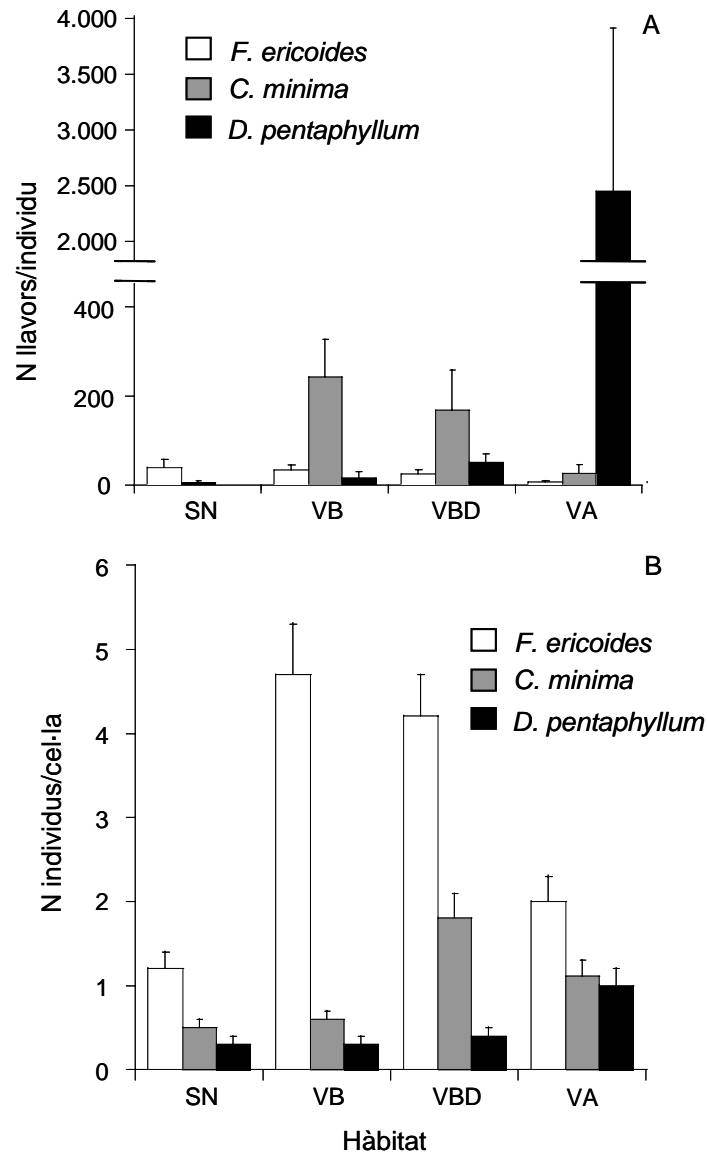 A
4.000
3.500
3.000
2.500
2.000
400
200
0
N llavors/individu
F. ericoides
C. minima
D. pentaphyllum
SN VB VBD VA
B
6
5
4
3
2
1
0
N individus/cel·la
F. ericoides
C. minima
D. pentaphyllum
SN VB VBD VA
Hàbitat